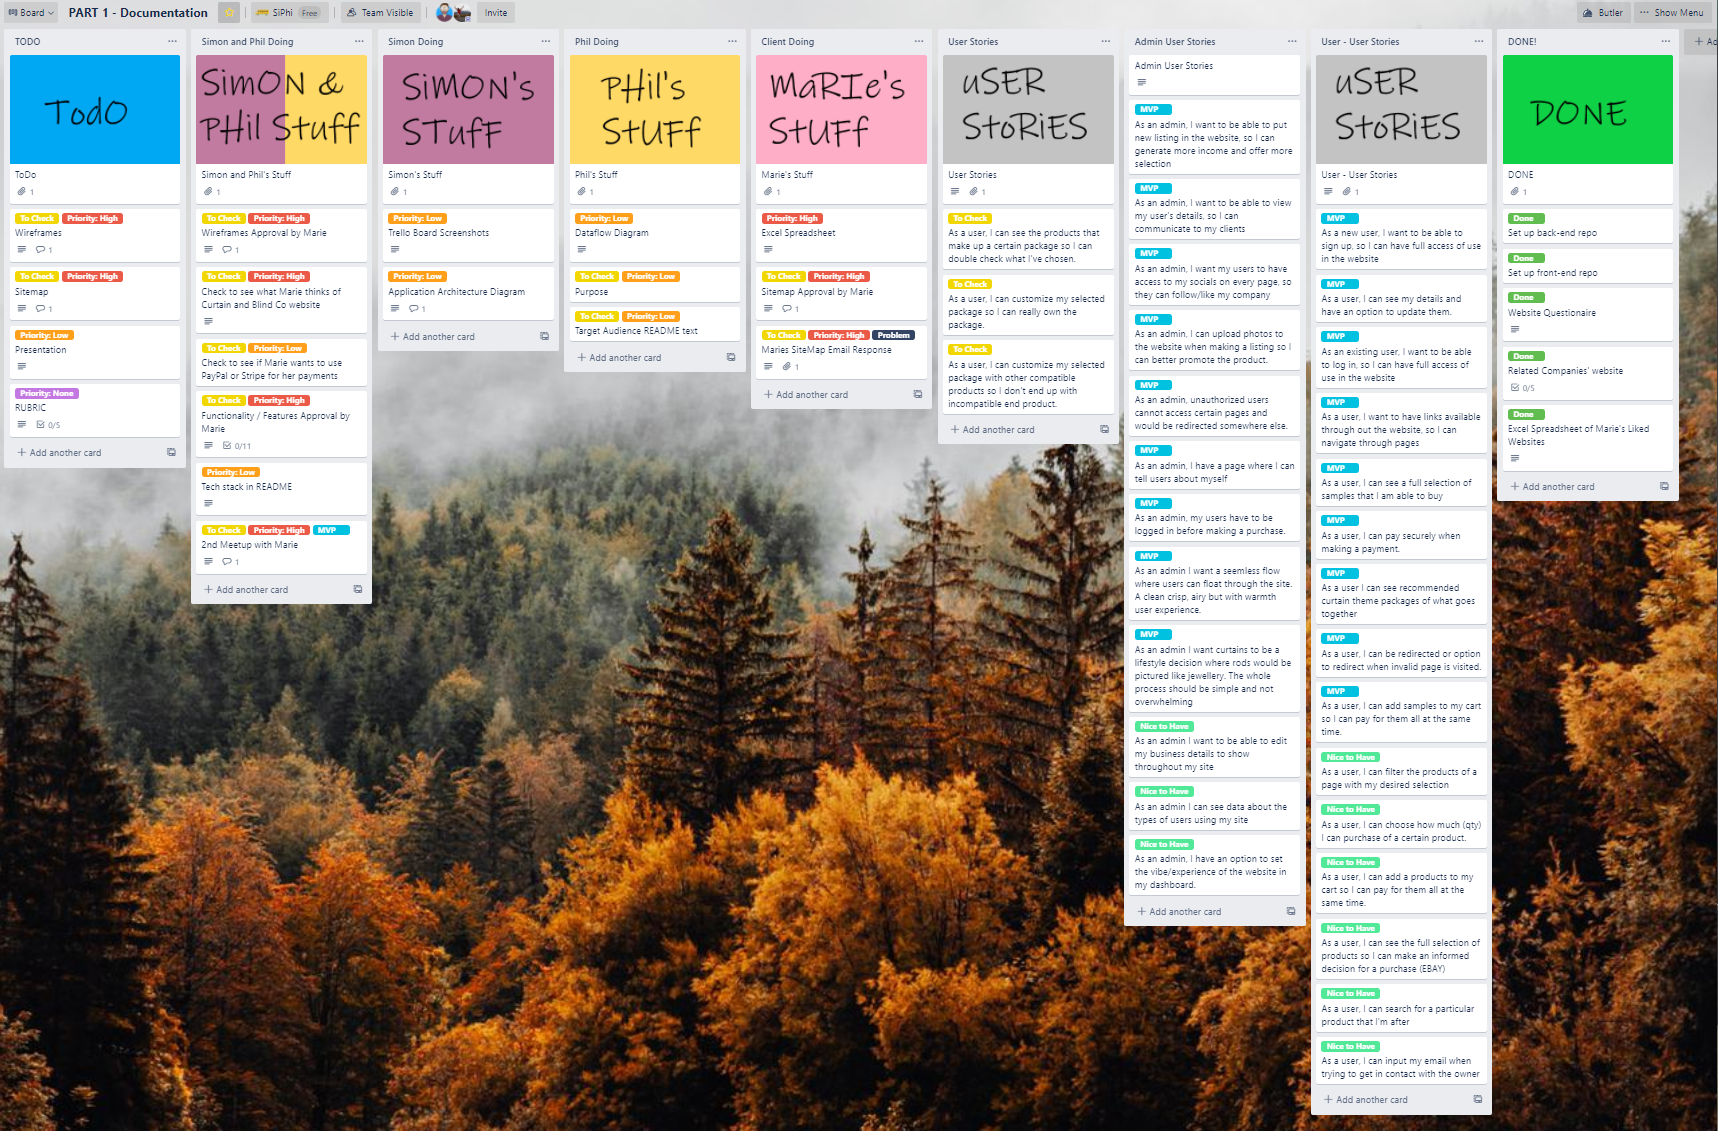 Board
PART 1 - Documentation
SiPhi Free
Team Visible
Invite
Butler
Show Menu
TODO
TodO
ToDo
1
To Check Priority: High
Wireframes
1
To Check Priority: High
Sitemap
1
Priority: Low
Presentation
Priority: None
RUBRIC
0/5
+ Add another card
Simon and Phil Doing
SimON &
PHil Stuff
Simon and Phil's Stuff
1
To Check Priority: High
Wireframes Approval by Marie
1
To Check Priority: High
Check to see what Marie thinks of
Curtain and Blind Co website
To Check Priority: Low
Check to see if Marie wants to use
PayPal or Stripe for her payments
To Check Priority: High
Functionality / Features Approval by
Marie
0/11
Priority: Low
Tech stack in README
To Check Priority: High MVP
2nd Meetup with Marie
1
+ Add another card
Simon Doing
SiMON's
STuFF
Simon's Stuff
1
Priority: Low
Trello Board Screenshots
Priority: Low
Application Architecture Diagram
1
+ Add another card
Phil Doing
PHil's
StUFf
Phil's Stuff
1
Priority: Low
Dataflow Diagram
To Check Priority: Low
Purpose
To Check Priority: Low
Target Audience README text
+ Add another card
Client Doing
MaRIe's
StUFf
Marie's Stuff
1
Priority: High
Excel Spreadsheet
To Check Priority: High
Sitemap Approval by Marie
1
To Check Priority: High Problem
Maries SiteMap Email Response
1
+ Add another card
User Stories
uSER
StoRiES
User Stories
1
To Check
As a user, I can see the products that
make up a certain package so I can
double check what I've chosen.
To Check
As a user, I can customize my selected
package so I can really own the
package.
To Check
As a user, I can customize my selected
package with other compatible
products so I don't end up with
incompatible end product.
+ Add another card
Admin User Stories
Admin User Stories
MVP
As an admin, I want to be able to put
new listing in the website, so I can
generate more income and offer more
selection
MVP
As an admin, I want to be able to view
my user's details, so I can
communicate to my clients
MVP
As an admin, I want my users to have
access to my socials on every page, so
they can follow/like my company
MVP
As an admin, I can upload photos to
the website when making a listing so I
can better promote the product.
MVP
As an admin, unauthorized users
cannot access certain pages and
would be redirected somewhere else.
MVP
As an admin, I have a page where I can
tell users about myself
MVP
As an admin, my users have to be
logged in before making a purchase.
MVP
As an admin I want a seemless flow
where users can float through the site.
A clean crisp, airy but with warmth
user experience.
MVP
As an admin I want curtains to be a
lifestyle decision where rods would be
pictured like jewellery. The whole
process should be simple and not
overwhelming
Nice to Have
As an admin I want to be able to edit
my business details to show
throughout my site
Nice to Have
As an admin I can see data about the
types of users using my site
Nice to Have
As an admin, I have an option to set
the vibe/experience of the website in
my dashboard.
+ Add another card
User - User Stories
uSER
StoRiES
User - User Stories
1
MVP
As a new user, I want to be able to
sign up, so I can have full access of use
in the website
MVP
As a user, I can see my details and
have an option to update them.
MVP
As an existing user, I want to be able
to log in, so I can have full access of
use in the website
MVP
As a user, I want to have links available
through out the website, so I can
navigate through pages
MVP
As a user, I can see a full selection of
samples that I am able to buy
MVP
As a user, I can pay securely when
making a payment.
MVP
As a user I can see recommended
curtain theme packages of what goes
together
MVP
As a user, I can be redirected or option
to redirect when invalid page is visited.
MVP
As a user, I can add samples to my cart
so I can pay for them all at the same
time.
Nice to Have
As a user, I can filter the products of a
page with my desired selection
Nice to Have
As a user, I can choose how much (qty)
I can purchase of a certain product.
Nice to Have
As a user, I can add a products to my
cart so I can pay for them all at the
same time.
Nice to Have
As a user, I can see the full selection of
products so I can make an informed
decision for a purchase (EBAY)
Nice to Have
As a user, I can search for a particular
product that I'm after
Nice to Have
As a user, I can input my email when
trying to get in contact with the owner
+ Add another card
DONE!
DONE
DONE
1
Done
Set up back-end repo
Done
Set up front-end repo
Done
Website Questionaire
Done
Related Companies' website
0/5
Done
Excel Spreadsheet of Marie's Liked
Websites
+ Add another card